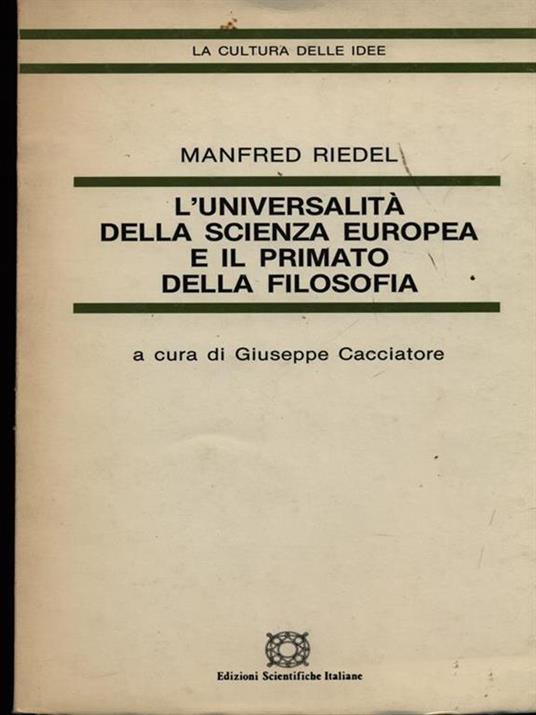 LA CULTURA DELLE IDEE
MANFRED RIEDEL
L'UNIVERSALITÀ
DELLA SCIENZA EUROPEA
E IL PRIMATO
DELLA FILOSOFIA
a cura di Giuseppe Cacciatore
Edizioni Scientifiche Italiane